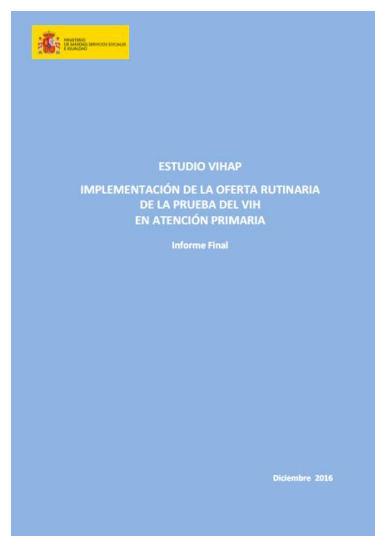 MINISTERIO
DE SANIDAD, SERVICIOS SOCIALES
E IGUALDAD
ESTUDIO VIHAP
IMPLEMENTACIÓN DE LA OFERTA RUTINARIA
DE LA PRUEBA DEL VIH
EN ATENCIÓN PRIMARIA
Informe Final
Diciembre 2016